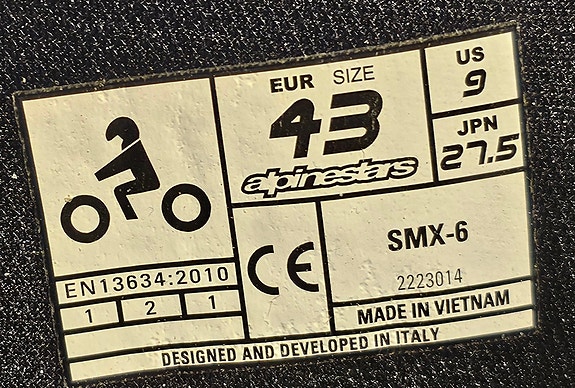 EUR SIZE
43
alpinestars
US
9
JPN
27.5
EN13634:2010
1 2 1
CE
SMX-6
2223014
MADE IN VIETNAM
DESIGNED AND DEVELOPED IN ITALY